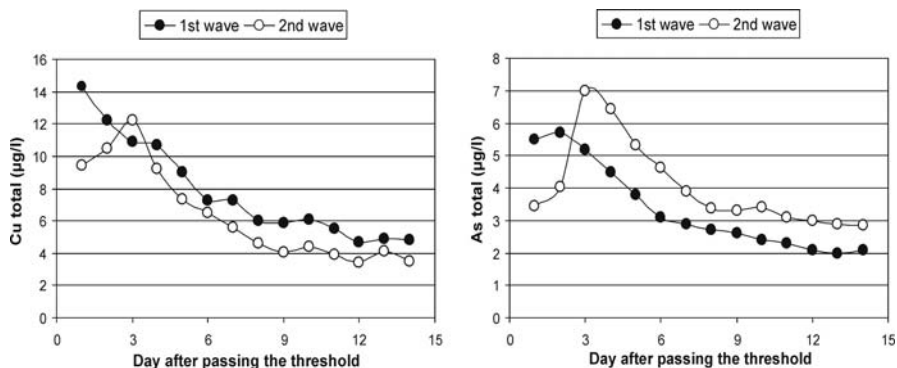 1st wave 2nd wave
Cu total (µg/l)
16
14
12
10
8
6
4
2
0
0 3 6 9 12 15
Day after passing the threshold
1st wave 2nd wave
As total (µg/l)
8
7
6
5
4
3
2
1
0
0 3 6 9 12 15
Day after passing the threshold